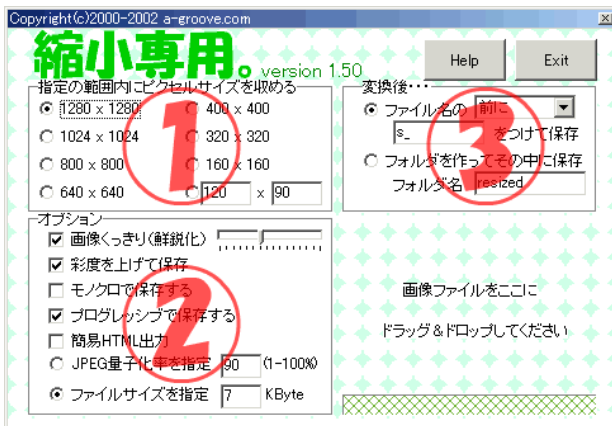 Copyright(c)2000-2002 a-groove.com
縮小専用。version 1.50
Help Exit
指定の範囲内にピクセルサイズを収める
1280 x 1280 400 x 400
1024 x 1024 320 x 320
800 x 800 160 x 160
640 x 640 120 x 90
1
変換後・・・
ファイル名の 前に
s_ をつけて保存
フォルダを作ってその中に保存
フォルダ名 resized
3
オプション
画像くっきり(鮮鋭化)
彩度を上げて保存
モノクロで保存する
プログレッシブで保存する
簡易HTML出力
JPEG量子化率を指定 90 (1-100%)
ファイルサイズを指定 7 KByte
2
画像ファイルをここに
ドラッグ&ドロップしてください